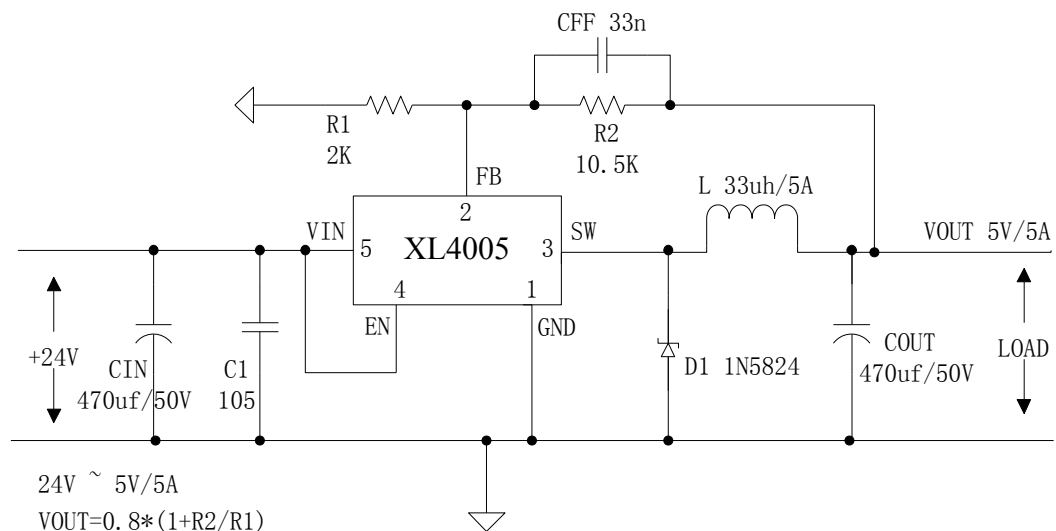 CFF 33n
R1
2K
R2
10.5K
FB
L 33uh/5A
VIN
2
SW
VOUT 5V/5A
5
XL4005
3
4
1
EN
GND
+24V
CIN
470uf/50V
C1
105
D1 1N5824
COUT
470uf/50V
LOAD
24V ~ 5V/5A
VOUT=0.8*(1+R2/R1)